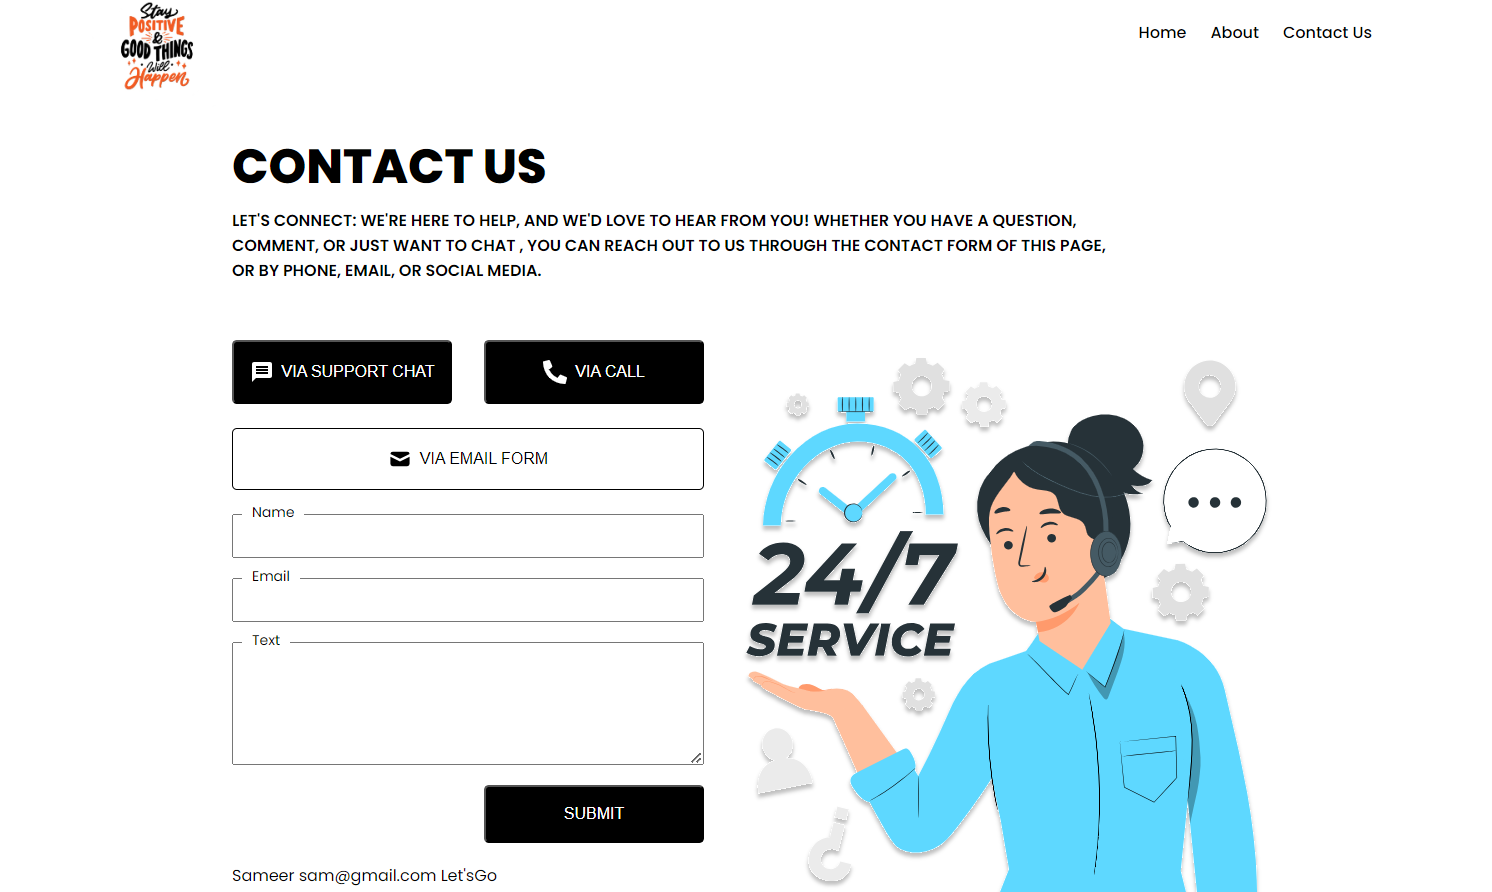 Stay
POSITIVE
&
GOOD THINGS
Will
Happen
Home About Contact Us
CONTACT US
LET'S CONNECT: WE'RE HERE TO HELP, AND WE'D LOVE TO HEAR FROM YOU! WHETHER YOU HAVE A QUESTION,
COMMENT, OR JUST WANT TO CHAT , YOU CAN REACH OUT TO US THROUGH THE CONTACT FORM OF THIS PAGE,
OR BY PHONE, EMAIL, OR SOCIAL MEDIA.
VIA SUPPORT CHAT
VIA CALL
VIA EMAIL FORM
Name
Email
Text
SUBMIT
Sameer sam@gmail.com Let'sGo
24/7
SERVICE